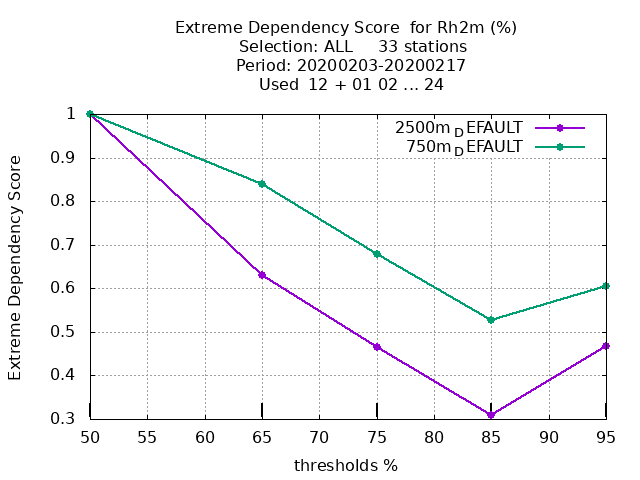 Extreme Dependency Score  for Rh2m (%)
Selection: ALL     33 stations
Period: 20200203-20200217
Used  12 + 01 02 ... 24
2500m_DEFAULT
750m_DEFAULT
Extreme Dependency Score
1
0.9
0.8
0.7
0.6
0.5
0.4
0.3
50 55 60 65 70 75 80 85 90 95
thresholds %